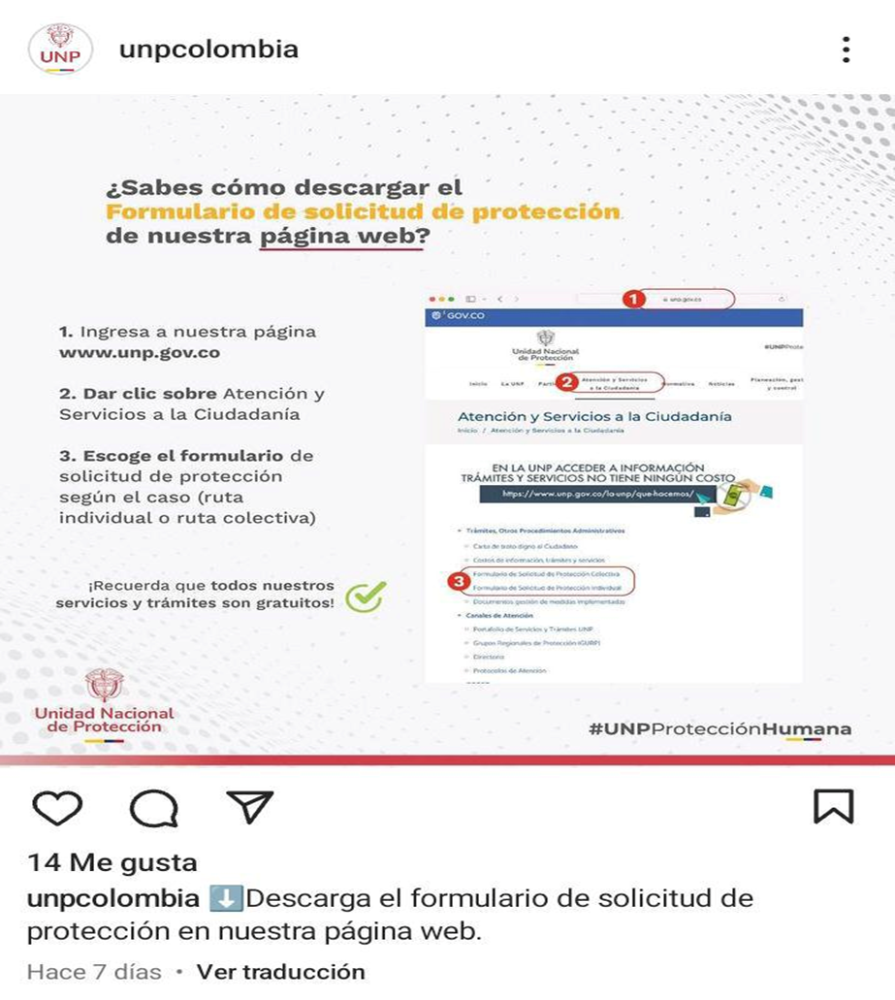 UNP
unpcolombia
¿Sabes cómo descargar el
Formulario de solicitud de protección
de nuestra página web?
1. Ingresa a nuestra página
www.unp.gov.co
2. Dar clic sobre Atención y
Servicios a la Ciudadanía
3. Escoge el formulario de
solicitud de protección
según el caso (ruta
individual o ruta colectiva)
¡Recuerda que todos nuestros
servicios y trámites son gratuitos!
1
unp.gov.co
GOV.CO
Unidad Nacional
de Protección
#UNPProte
Inicio La UNP Parti 2 Atención y Servicios
a la Ciudadanía
Normativa Noticias Planeación, gest
y control
Atención y Servicios a la Ciudadanía
Inicio / Atención y Servicios a la Ciudadanía
EN LA UNP ACCEDER A INFORMACIÓN
TRÁMITES Y SERVICIOS NO TIENE NINGÚN COSTO
https://www.unp.gov.co/la-unp/que-hacemos/
Trámites, Otros Procedimientos Administrativos
Carta de trato digno al Ciudadano
Costos de información, trámites y servicios
3 Formulario de Solicitud de Protección Colectiva
Formulario de Solicitud de Protección Individual
Documentos gestión de medidas implementadas
Canales de Atención
Portafolio de Servicios y Trámites UNP
Grupos Regionales de Protección (GURP)
Directorio
Protocolos de Atención
Unidad Nacional
de Protección
#UNPProtecciónHumana
14 Me gusta
unpcolombia ⬇️Descarga el formulario de solicitud de
protección en nuestra página web.
Hace 7 días • Ver traducción